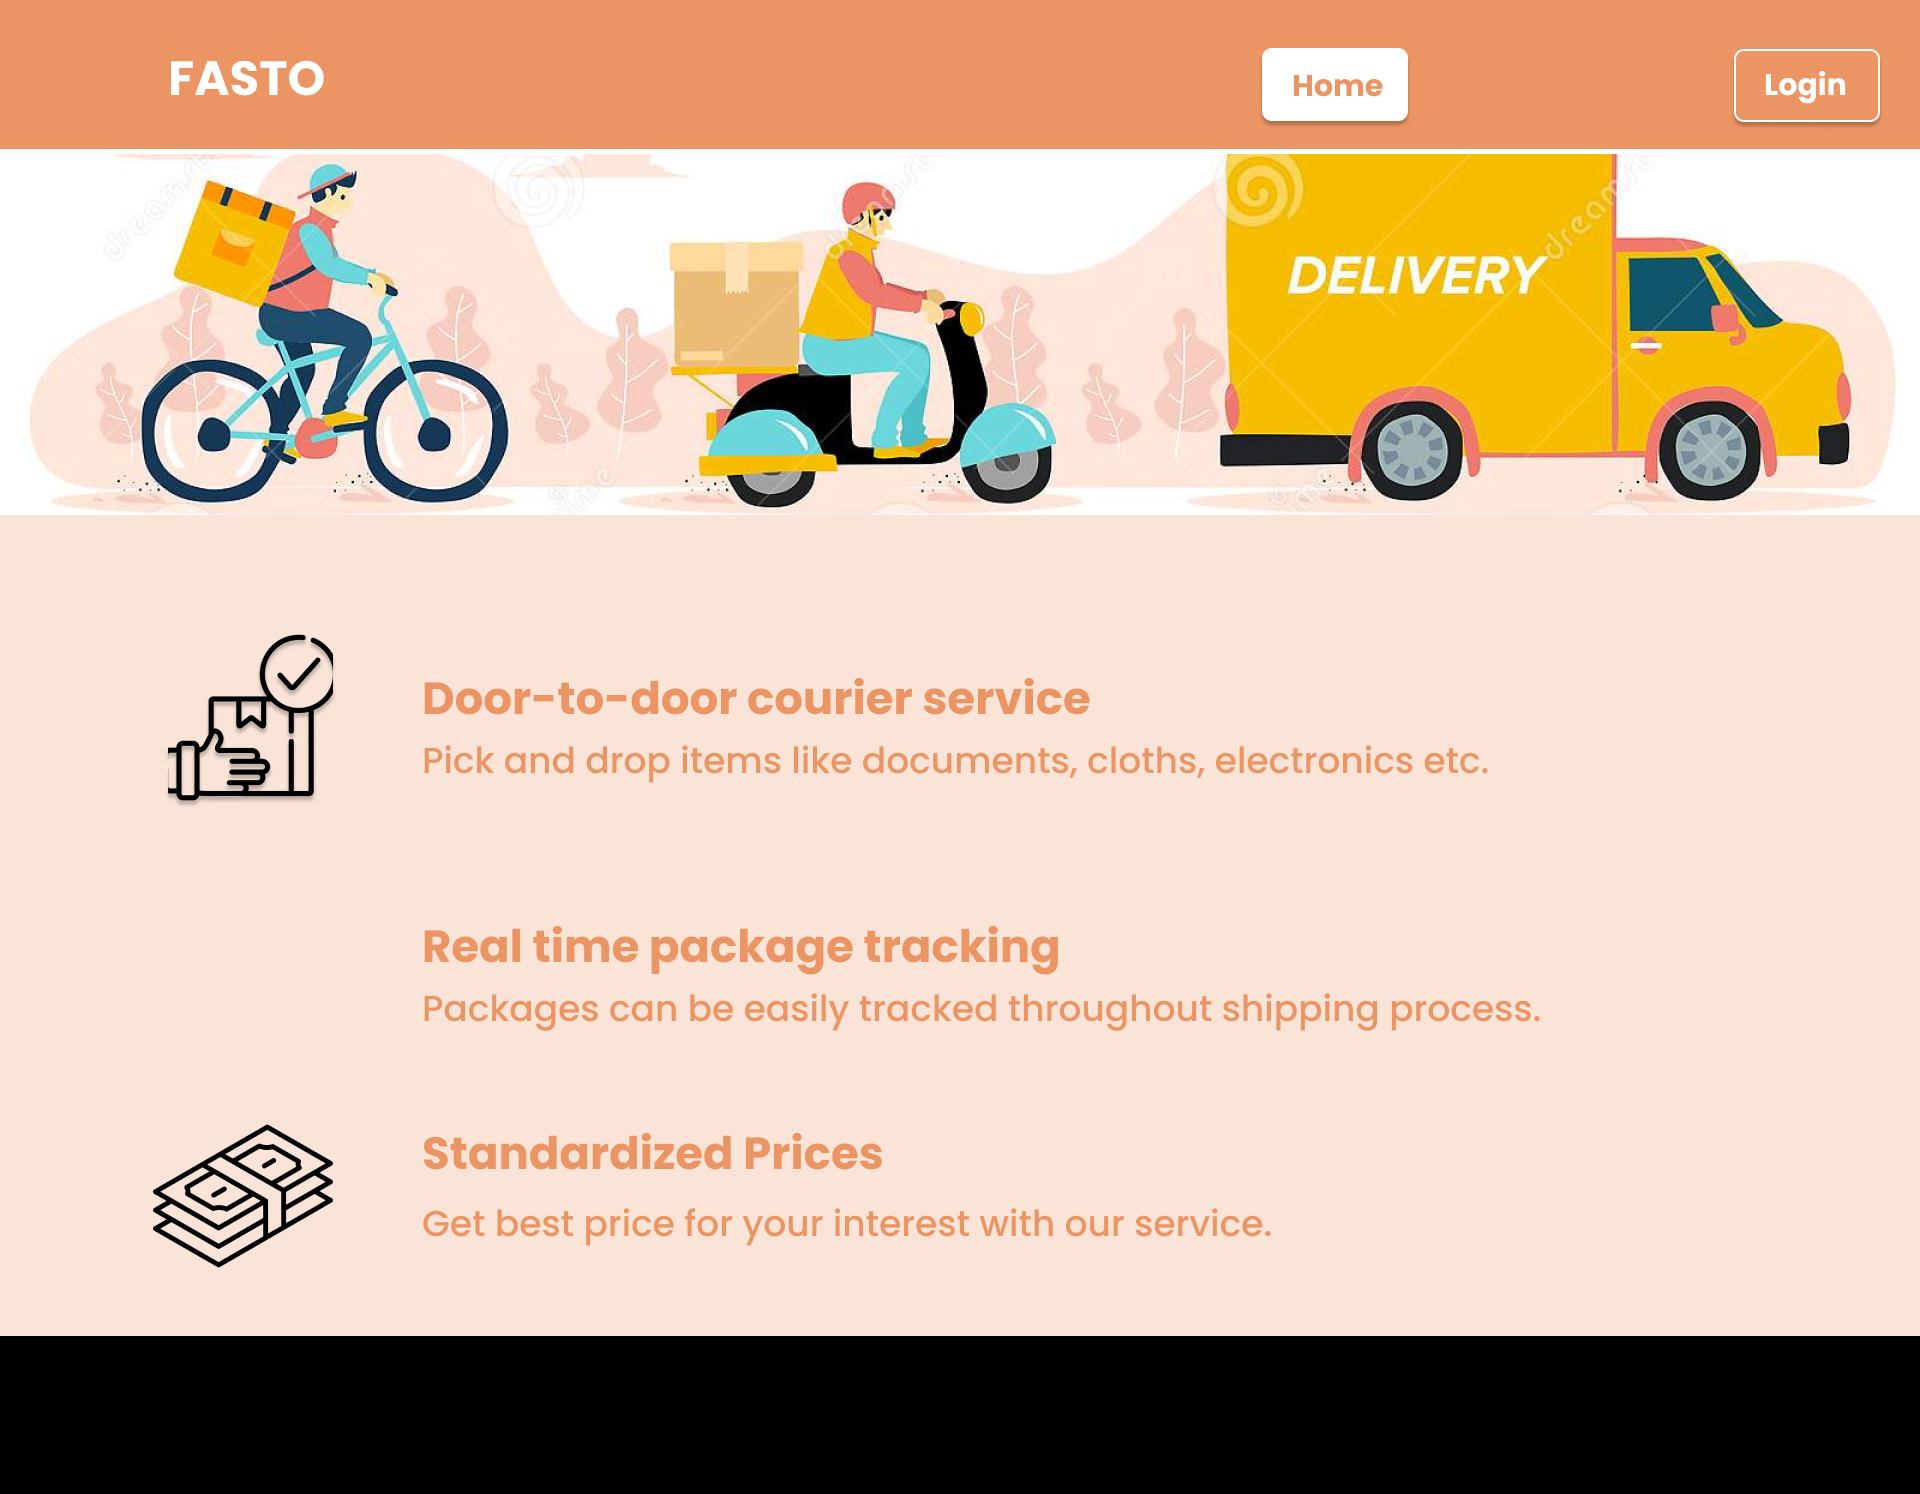 FASTO
Home
Login
DELIVERY
Door-to-door courier service
Pick and drop items like documents, cloths, electronics etc.
Real time package tracking
Packages can be easily tracked throughout shipping process.
Standardized Prices
Get best price for your interest with our service.